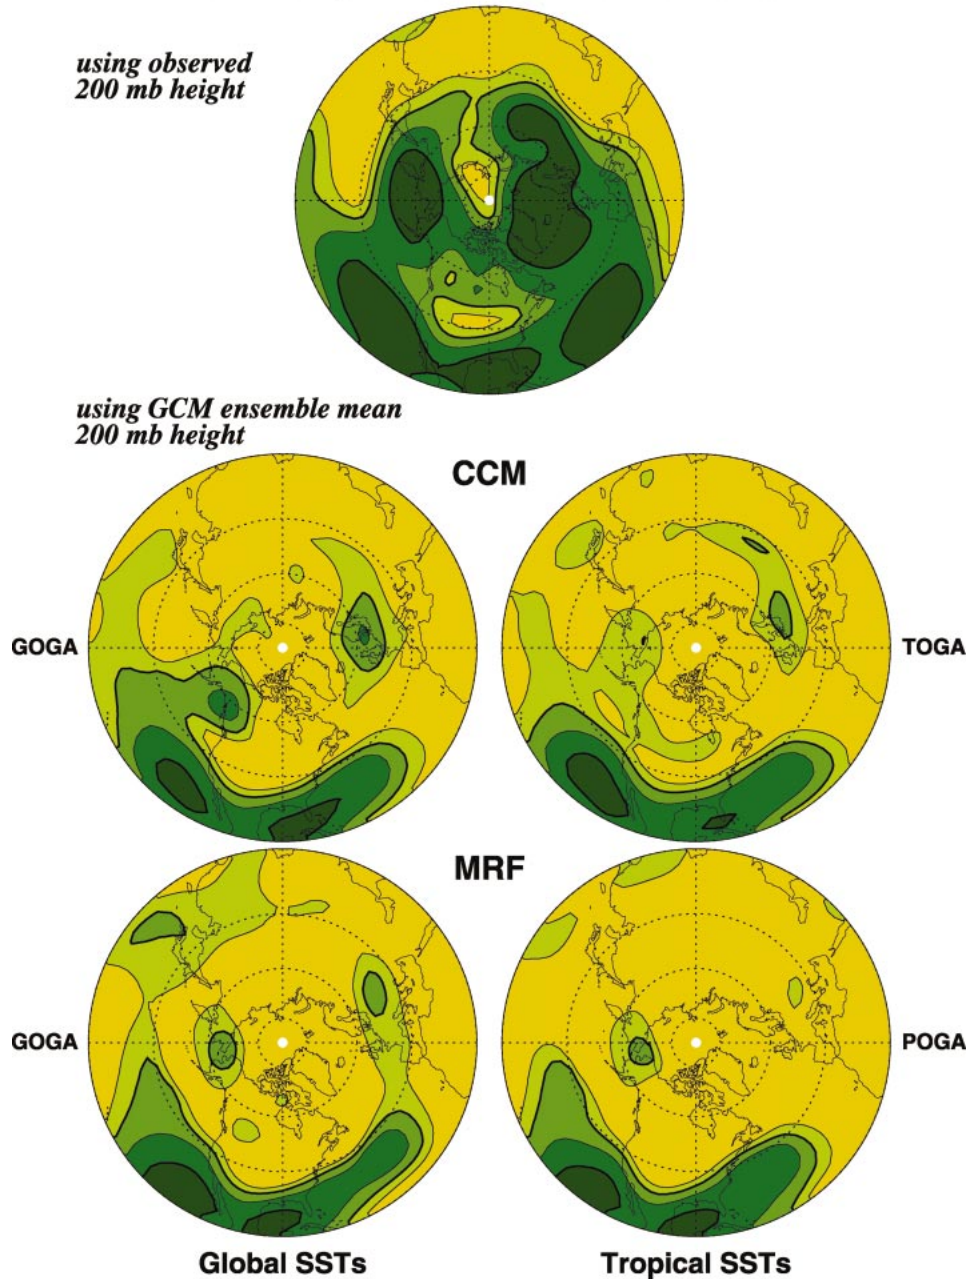 using observed
200 mb height
using GCM ensemble mean
200 mb height
CCM
GOGA
TOGA
MRF
GOGA
POGA
Global SSTs
Tropical SSTs